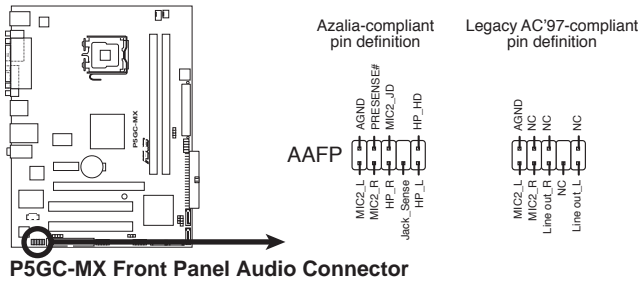 Azalia-compliant
pin definition
Legacy AC'97-compliant
pin definition
AGND
PRESENSE#
MIC2_JD
HP_HD
AGND
NC
NC
NC
AAFP
MIC2_L
MIC2_R
HP_R
Jack_Sense
HP_L
MIC2_L
MIC2_R
Line out_R
NC
Line out_L
P5GC-MX
P5GC-MX Front Panel Audio Connector